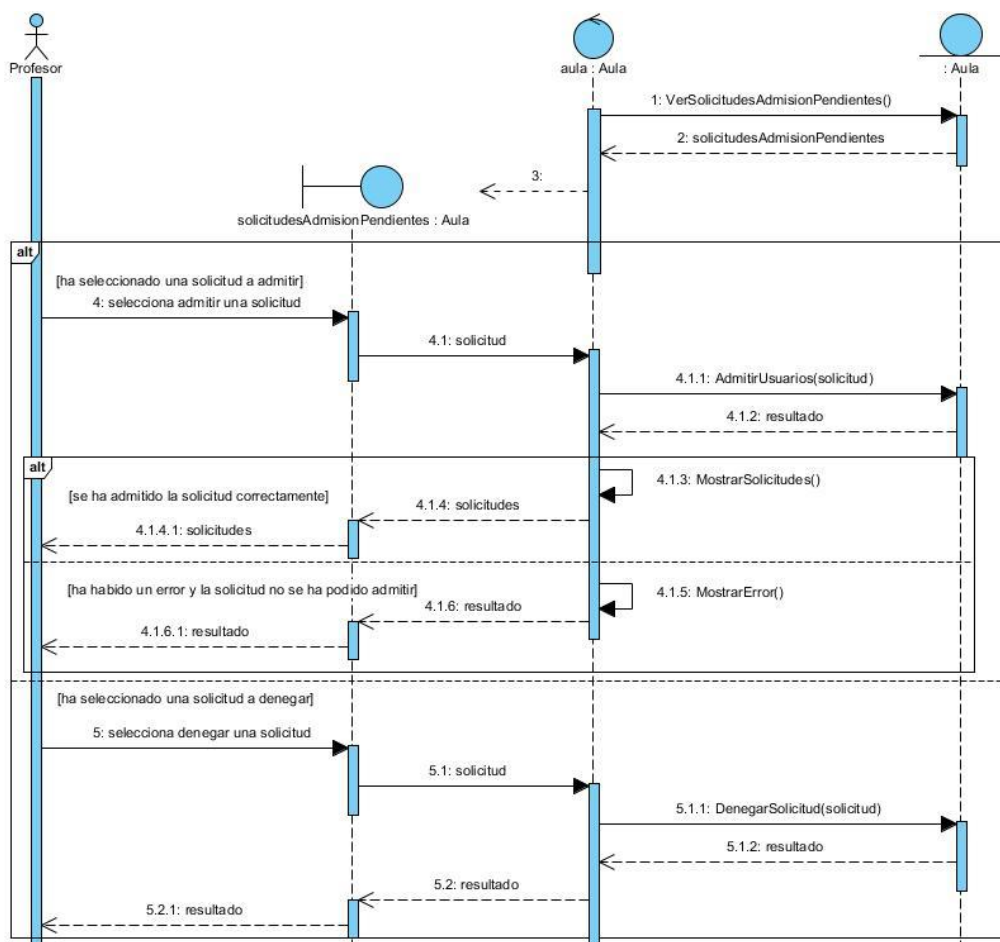 Profesor
aula : Aula
: Aula
1: VerSolicitudesAdmisionPendientes()
2: solicitudesAdmisionPendientes
3:
solicitudesAdmisionPendientes : Aula
alt
[ha seleccionado una solicitud a admitir]
4: selecciona admitir una solicitud
4.1: solicitud
4.1.1: AdmitirUsuarios(solicitud)
4.1.2: resultado
alt
4.1.3: MostrarSolicitudes()
[se ha admitido la solicitud correctamente]
4.1.4: solicitudes
4.1.4.1: solicitudes
[ha habido un error y la solicitud no se ha podido admitir]
4.1.5: MostrarError()
4.1.6: resultado
4.1.6.1: resultado
[ha seleccionado una solicitud a denegar]
5: selecciona denegar una solicitud
5.1: solicitud
5.1.1: DenegarSolicitud(solicitud)
5.1.2: resultado
5.2: resultado
5.2.1: resultado